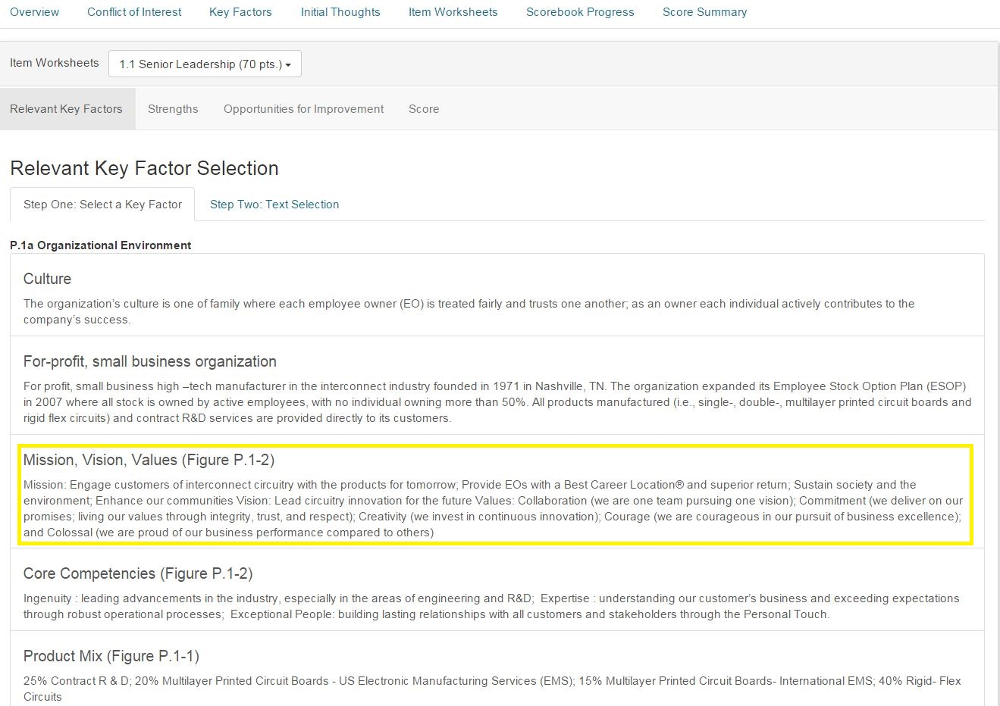 Overview Conflict of Interest Key Factors Initial Thoughts Item Worksheets Scorebook Progress Score Summary
Item Worksheets 1.1 Senior Leadership (70 pts.)
Relevant Key Factors Strengths Opportunities for Improvement Score
Relevant Key Factor Selection
Step One: Select a Key Factor Step Two: Text Selection
P.1a Organizational Environment
Culture
The organization’s culture is one of family where each employee owner (EO) is treated fairly and trusts one another; as an owner each individual actively contributes to the
company’s success.
For-profit, small business organization
For profit, small business high –tech manufacturer in the interconnect industry founded in 1971 in Nashville, TN. The organization expanded its Employee Stock Option Plan (ESOP)
in 2007 where all stock is owned by active employees, with no individual owning more than 50%. All products manufactured (i.e., single-, double-, multilayer printed circuit boards and
rigid flex circuits) and contract R&D services are provided directly to its customers.
Mission, Vision, Values (Figure P.1-2)
Mission: Engage customers of interconnect circuitry with the products for tomorrow; Provide EOs with a Best Career Location® and superior return; Sustain society and the
environment; Enhance our communities Vision: Lead circuitry innovation for the future Values: Collaboration (we are one team pursuing one vision); Commitment (we deliver on our
promises; living our values through integrity, trust, and respect); Creativity (we invest in continuous innovation); Courage (we are courageous in our pursuit of business excellence);
and Colossal (we are proud of our business performance compared to others)
Core Competencies (Figure P.1-2)
Ingenuity : leading advancements in the industry, especially in the areas of engineering and R&D; Expertise : understanding our customer’s business and exceeding expectations
through robust operational processes; Exceptional People: building lasting relationships with all customers and stakeholders through the Personal Touch.
Product Mix (Figure P.1-1)
25% Contract R & D; 20% Multilayer Printed Circuit Boards - US Electronic Manufacturing Services (EMS); 15% Multilayer Printed Circuit Boards- International EMS; 40% Rigid- Flex
Circuits